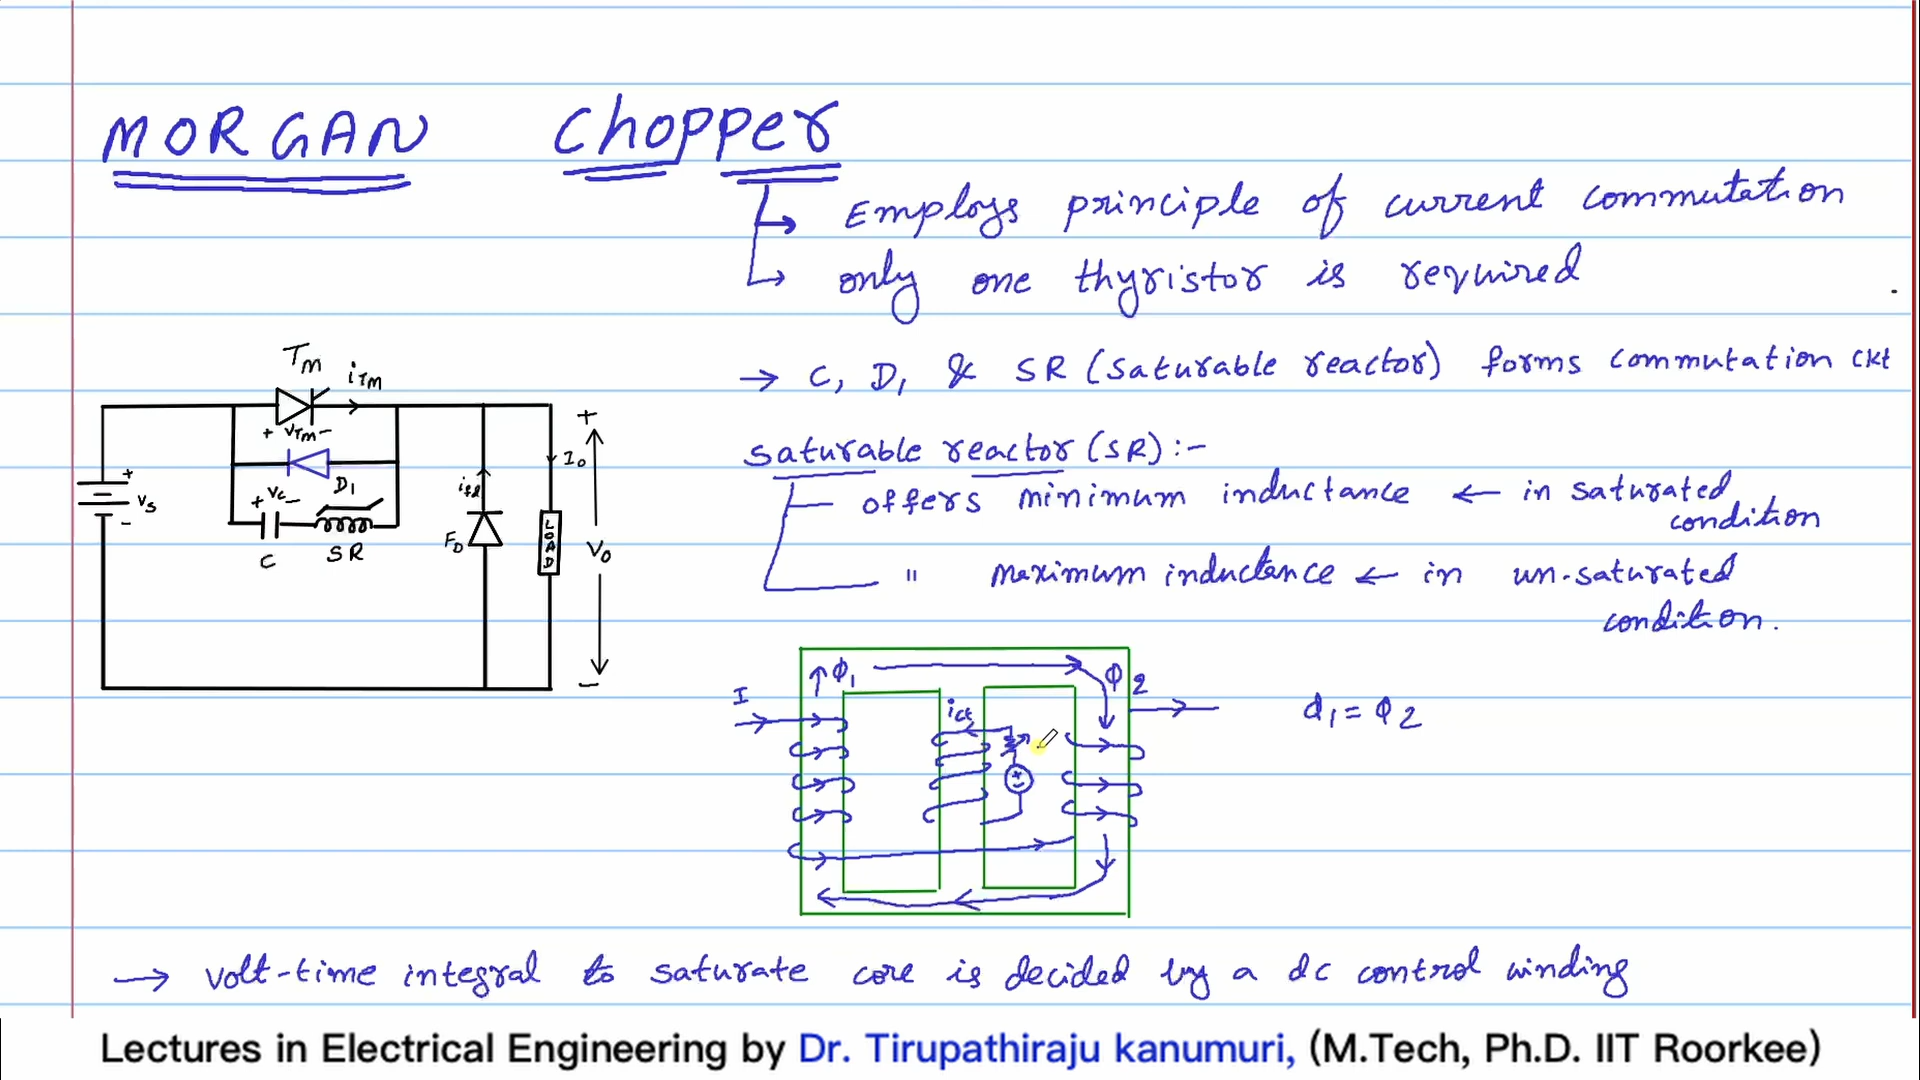 MORGAN Chopper
Employs principle of current commutation
only one thyristor is required
→ C, D1 & SR (Saturable reactor) forms commutation ckt
Saturable reactor (SR) :-
offers minimum inductance ← in saturated
condition
" Maximum inductance ← in un-saturated
condition.
TM
iTM
+ VTM -
D1
+ Vc -
C
SR
+
Vs
-
ifd
FD
I0
LOAD
+
V0
-
I
↑ϕ1
ict
ϕ2
+
-
ϕ1 = ϕ2
→ volt-time integral to saturate core is decided by a dc control winding
Lectures in Electrical Engineering by Dr. Tirupathiraju kanumuri, (M.Tech, Ph.D. IIT Roorkee)